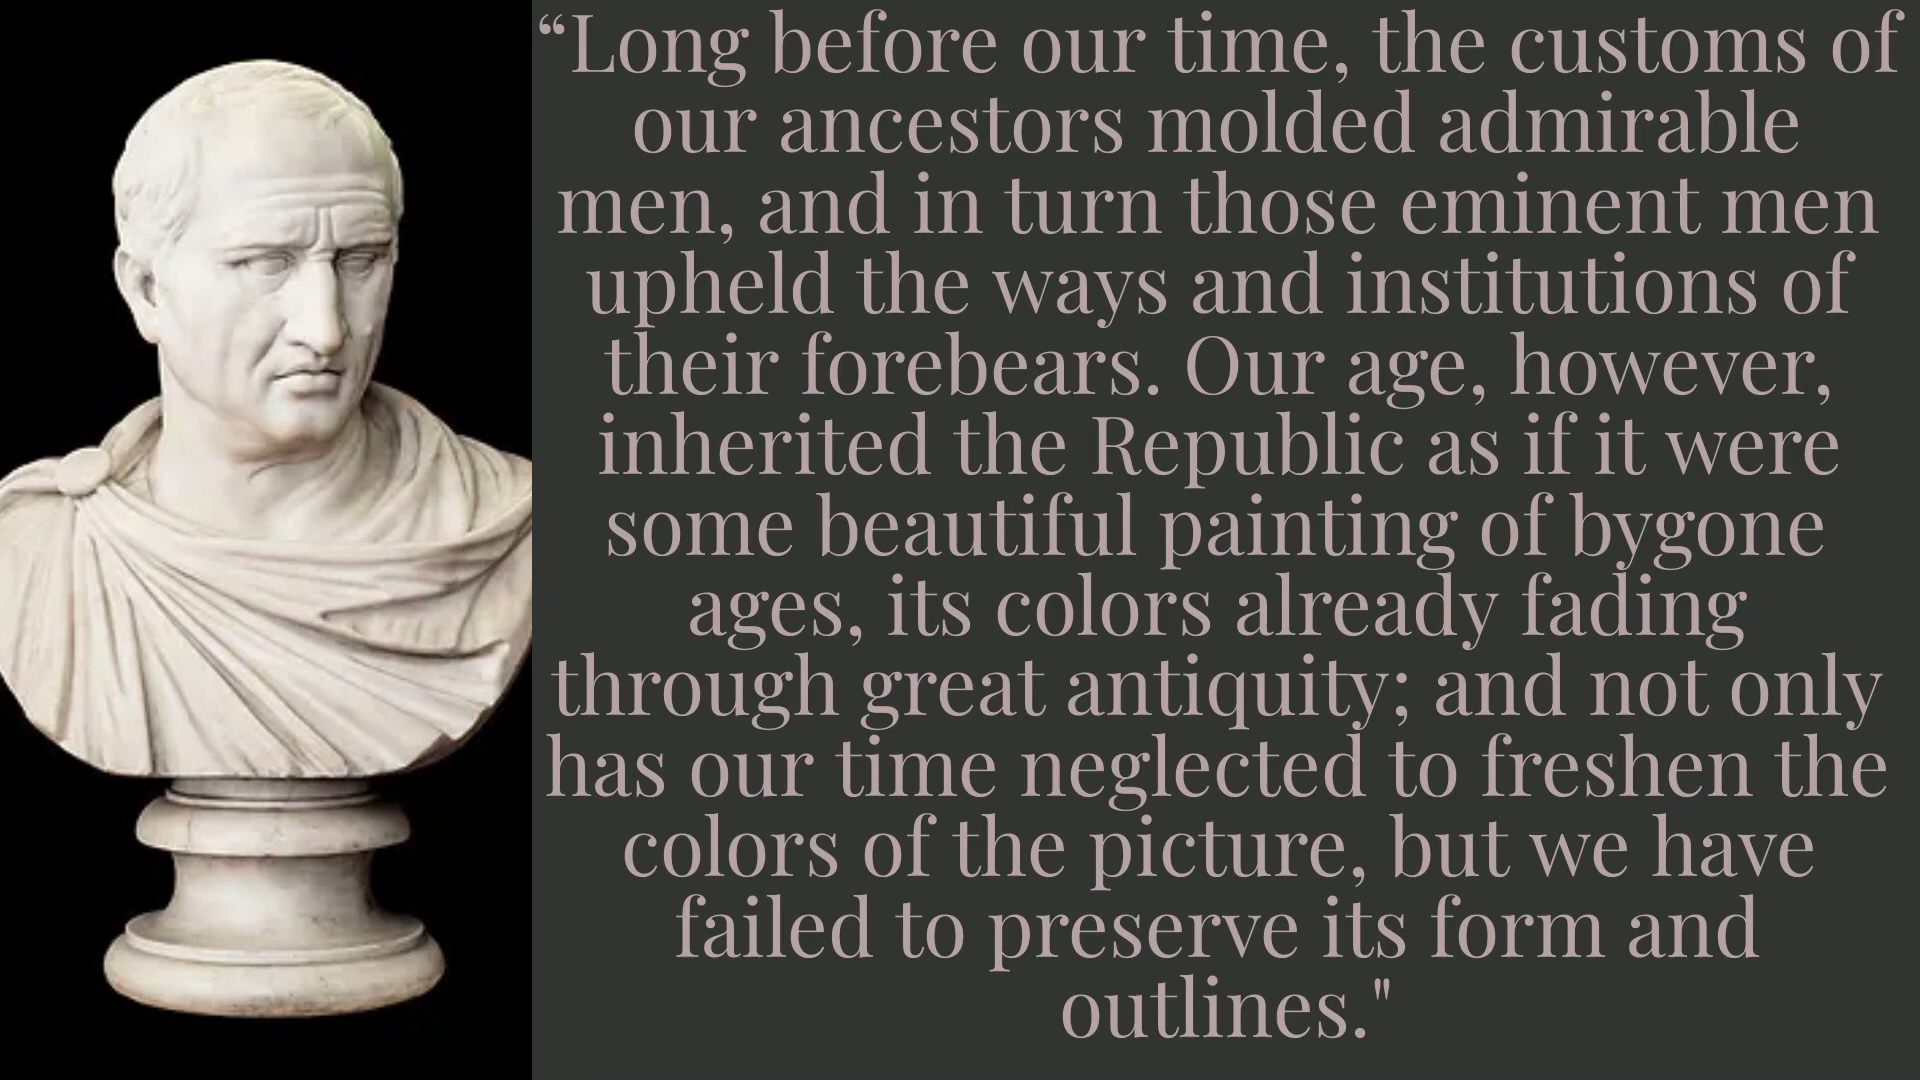 “Long before our time, the customs of
our ancestors molded admirable
men, and in turn those eminent men
upheld the ways and institutions of
their forebears. Our age, however,
inherited the Republic as if it were
some beautiful painting of bygone
ages, its colors already fading
through great antiquity; and not only
has our time neglected to freshen the
colors of the picture, but we have
failed to preserve its form and
outlines."